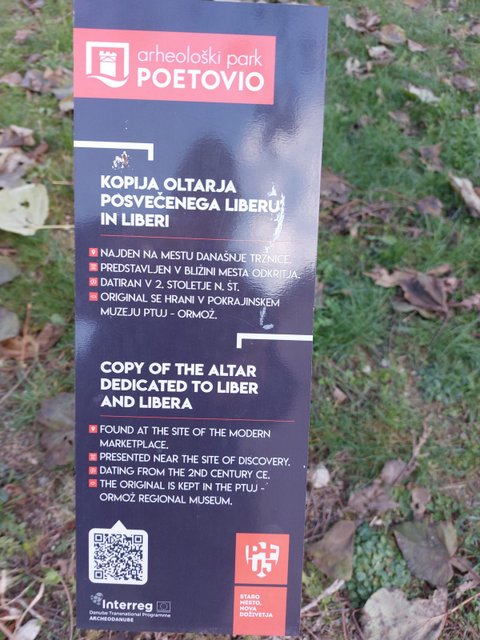 arheološki park
POETOVIO
KOPIJA OLTARJA
POSVEČENEGA LIBERU
IN LIBERI
NAJDEN NA MESTU DANAŠNJE TRŽNICE.
PREDSTAVLJEN V BLIŽINI MESTA ODKRITJA.
DATIRAN V 2. STOLETJE N. ŠT.
ORIGINAL SE HRANI V POKRAJINSKEM
MUZEJU PTUJ - ORMOŽ.
COPY OF THE ALTAR
DEDICATED TO LIBER
AND LIBERA
FOUND AT THE SITE OF THE MODERN
MARKETPLACE.
PRESENTED NEAR THE SITE OF DISCOVERY.
DATING FROM THE 2ND CENTURY CE.
THE ORIGINAL IS KEPT IN THE PTUJ -
ORMOŽ REGIONAL MUSEUM.
Interreg
Danube Transnational Programme
ARCHEODANUBE
STARO
MESTO,
NOVA
DOŽIVETJA